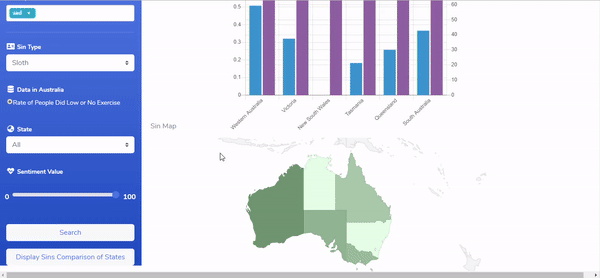 Sin Type
Sloth
Data in Australia
Rate of People Did Low or No Exercise
State
All
Sentiment Value
0
100
Search
Display Sins Comparison of States
0.5
0.4
0.3
0.2
0.1
0
60
50
40
30
20
10
0
Western Australia
Victoria
New South Wales
Tasmania
Queensland
South Australia
Sin Map